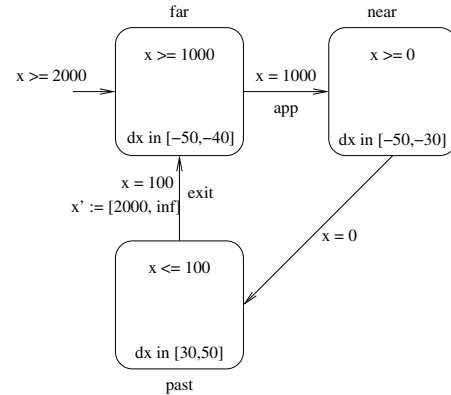 far
near
x >= 2000
x >= 1000
x = 1000
x >= 0
app
dx in [−50,−40]
dx in [−50,−30]
x = 100
x' := [2000, inf]
exit
x = 0
x <= 100
dx in [30,50]
past